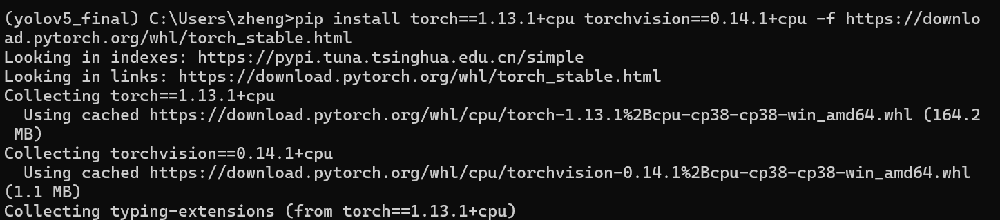 (yolov5_final) C:\Users\zheng>pip install torch==1.13.1+cpu torchvision==0.14.1+cpu -f https://downlo
ad.pytorch.org/whl/torch_stable.html
Looking in indexes: https://pypi.tuna.tsinghua.edu.cn/simple
Looking in links: https://download.pytorch.org/whl/torch_stable.html
Collecting torch==1.13.1+cpu
  Using cached https://download.pytorch.org/whl/cpu/torch-1.13.1%2Bcpu-cp38-cp38-win_amd64.whl (164.2
 MB)
Collecting torchvision==0.14.1+cpu
  Using cached https://download.pytorch.org/whl/cpu/torchvision-0.14.1%2Bcpu-cp38-cp38-win_amd64.whl
(1.1 MB)
Collecting typing-extensions (from torch==1.13.1+cpu)